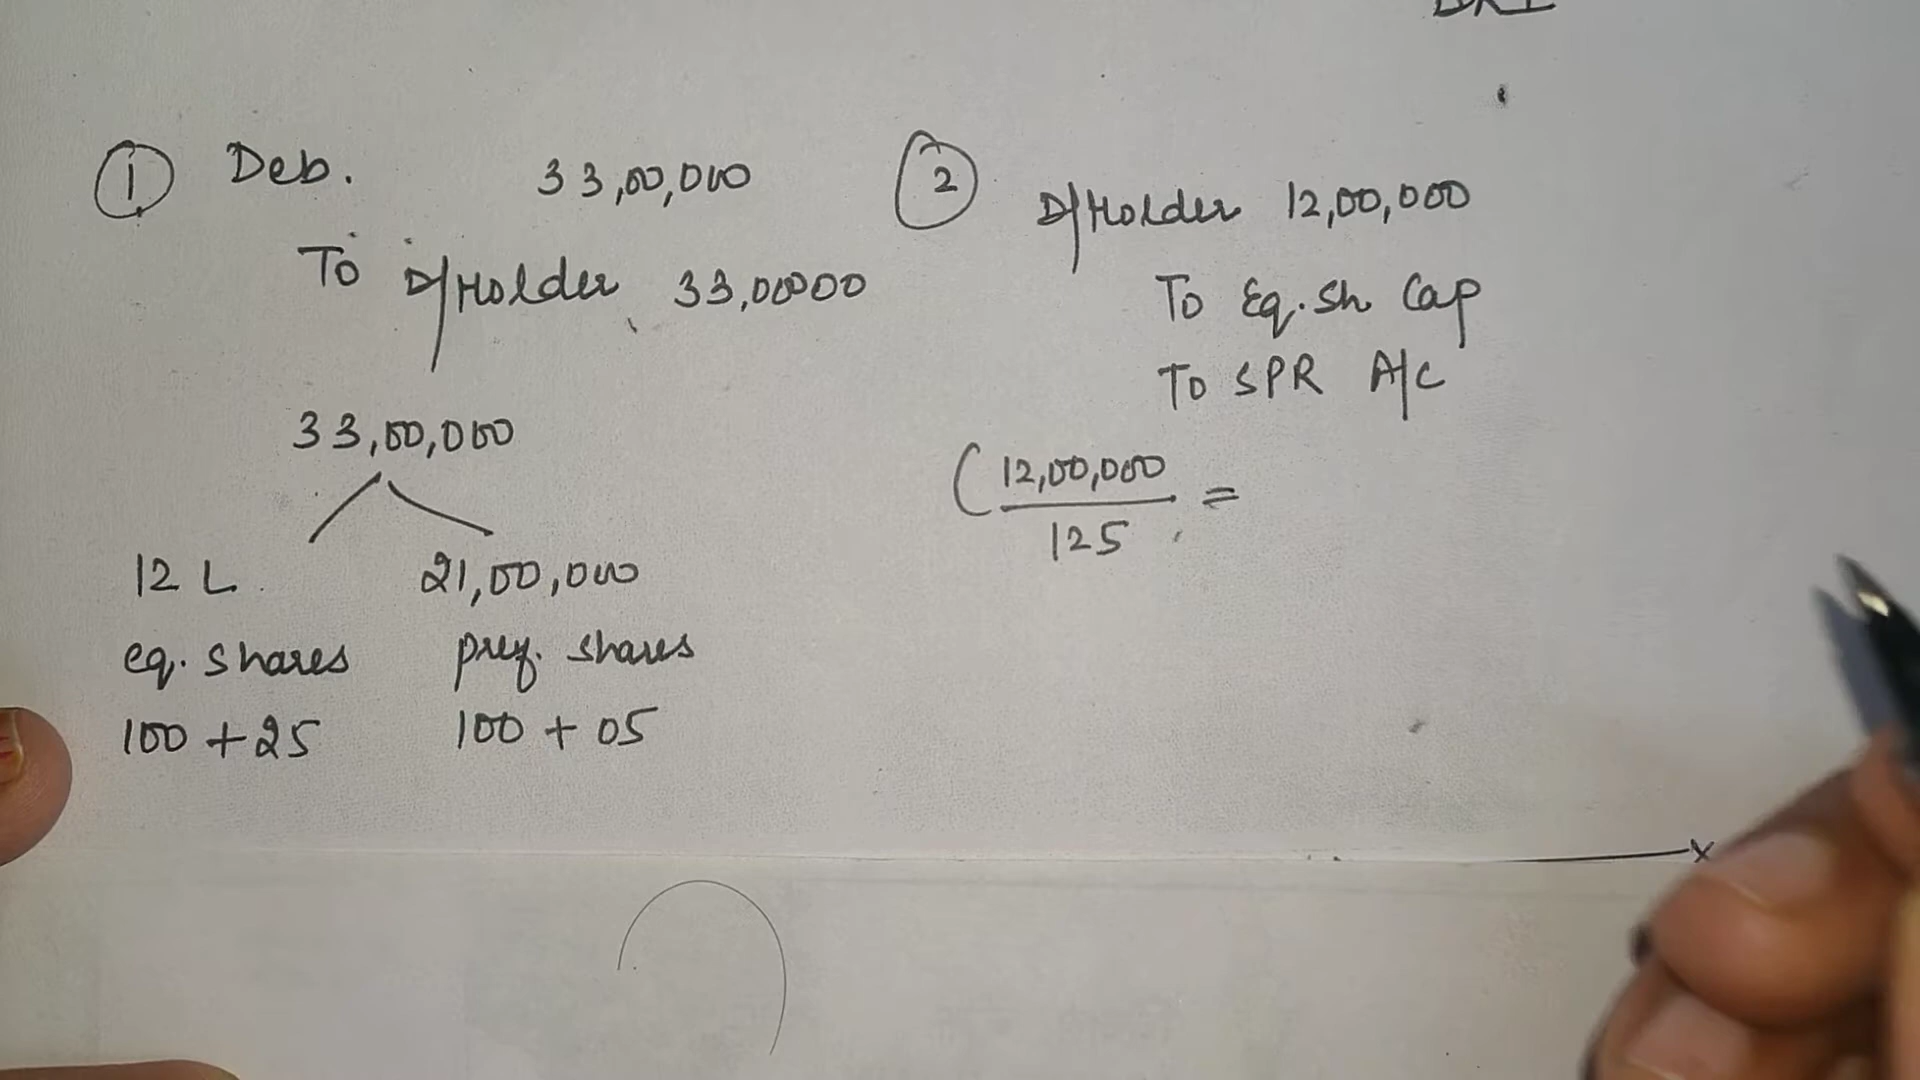 ① Deb. 33,00,000
To D/Holder 33,00000
33,00,000
12 L 21,00,000
eq. shares pref. shares
100 + 25 100 + 05
② D/Holder 12,00,000
To Eq. Sh Cap
To SPR A/C
( 12,00,000 / 125 =